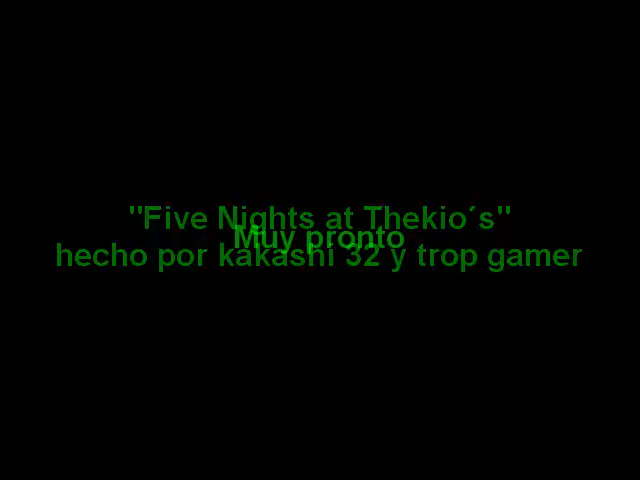 "Five Nights at Thekio´s"
Muy pronto
hecho por kakashi 32 y trop gamer